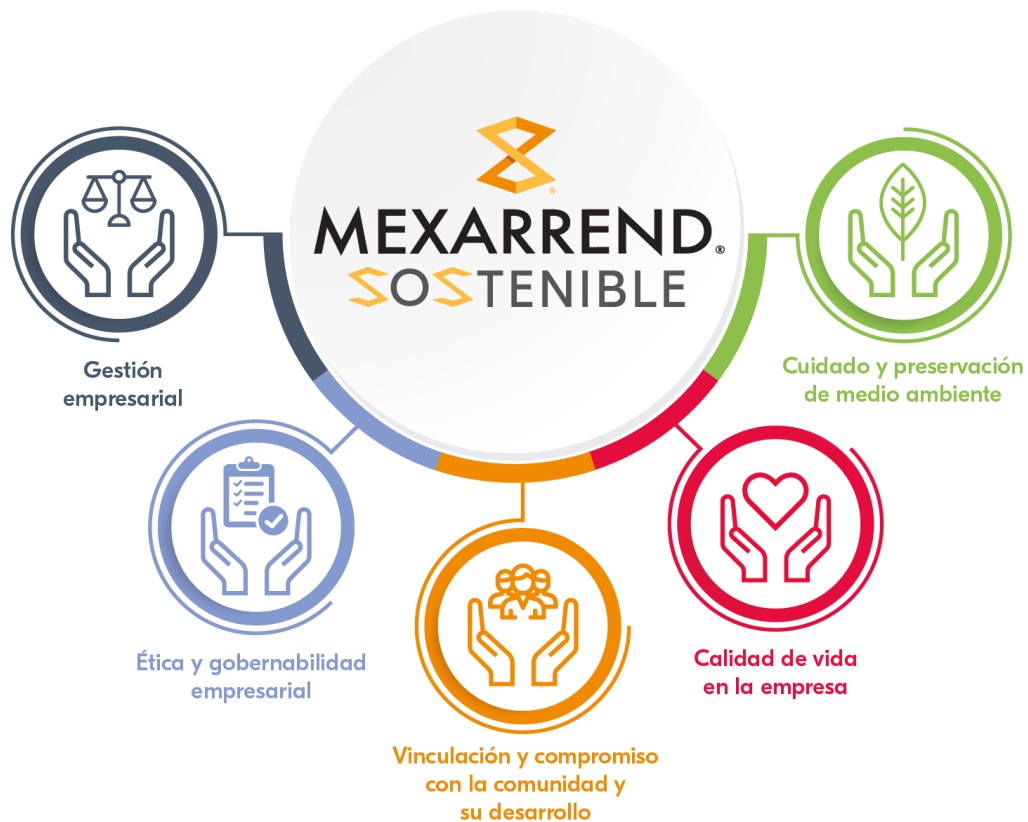 MEXARREND®
SOSTENIBLE
Gestión
empresarial
Ética y gobernabilidad
empresarial
Vinculación y compromiso
con la comunidad y
su desarrollo
Calidad de vida
en la empresa
Cuidado y preservación
de medio ambiente